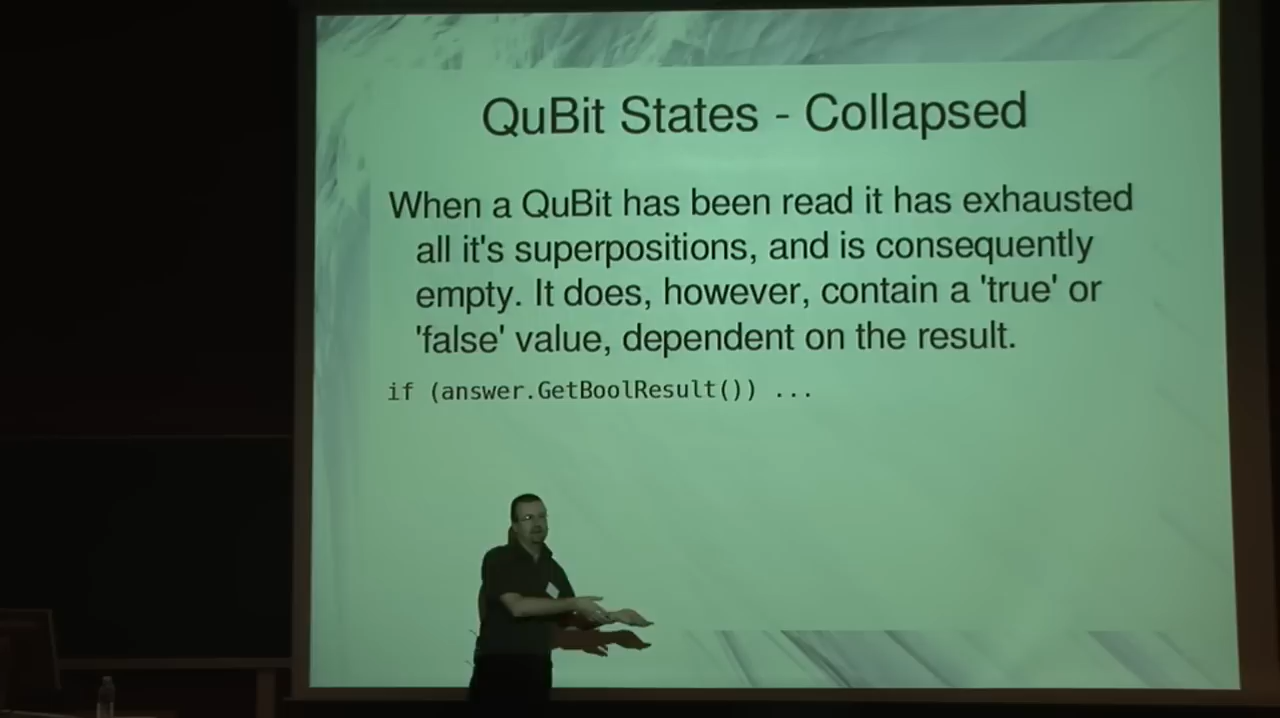 QuBit States - Collapsed
When a QuBit has been read it has exhausted
all it's superpositions, and is consequently
empty. It does, however, contain a 'true' or
'false' value, dependent on the result.
if (answer.GetBoolResult()) ...